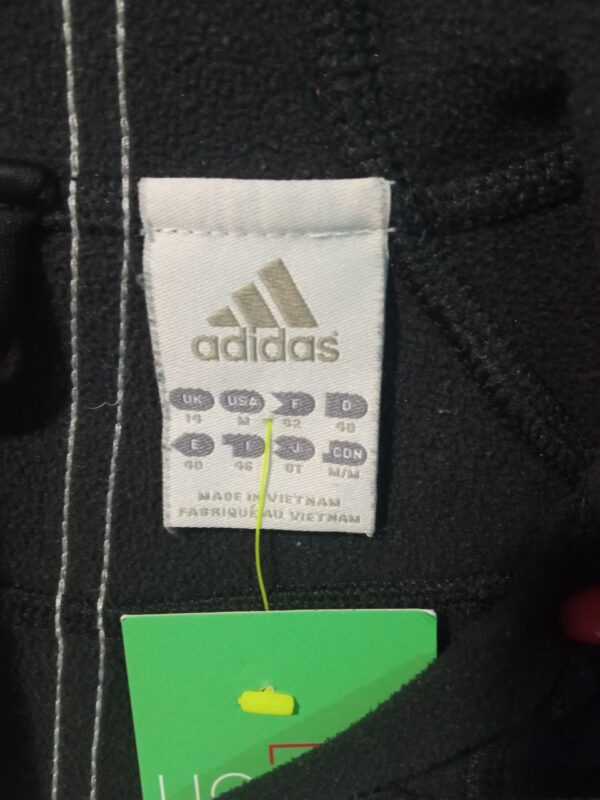 adidas
UK USA F D
14 M 42 40
E I J CDN
40 46 OT M/M
MADE IN VIETNAM
FABRIQUÉ AU VIETNAM